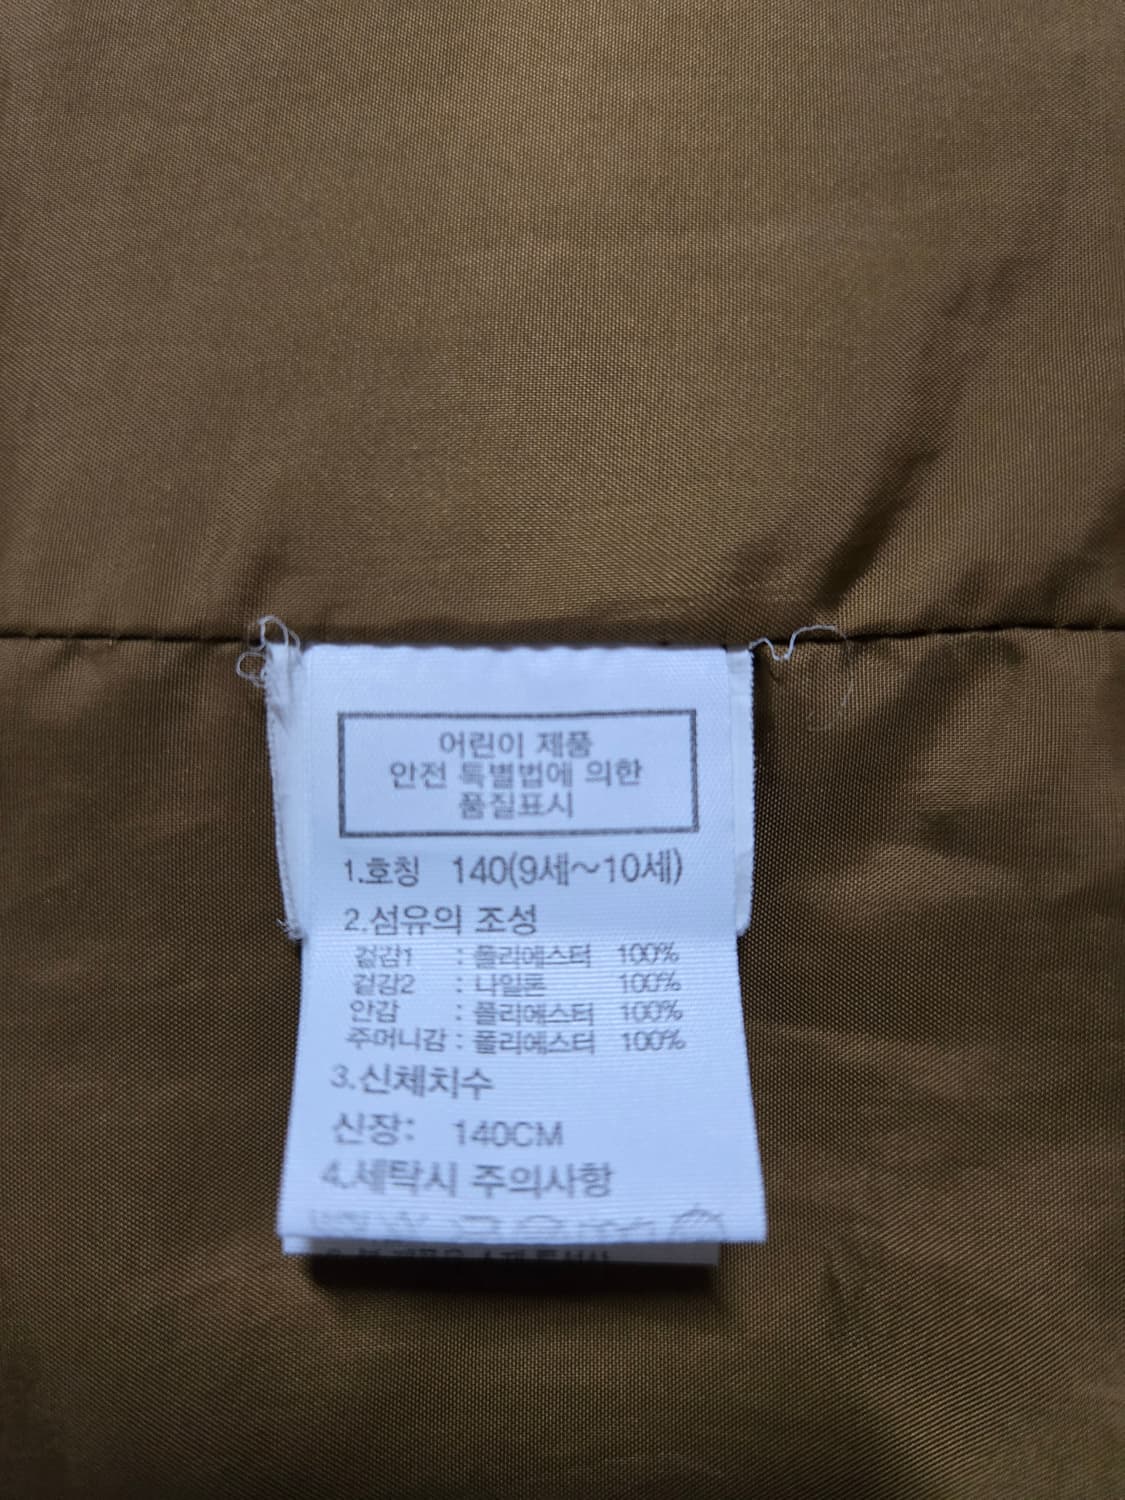 어린이 제품
안전 특별법에 의한
품질표시
1.호칭 140(9세~10세)
2.섬유의 조성
겉감1 : 폴리에스터 100%
겉감2 : 나일론 100%
안감 : 폴리에스터 100%
주머니감 : 폴리에스터 100%
3.신체치수
신장: 140CM
4.세탁시 주의사항